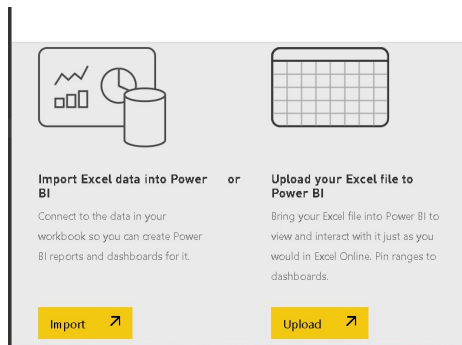 Import Excel data into Power
BI
or
Upload your Excel file to
Power BI
Connect to the data in your
workbook so you can create Power
BI reports and dashboards for it.
Bring your Excel file into Power BI to
view and interact with it just as you
would in Excel Online. Pin ranges to
dashboards.
Import
Upload